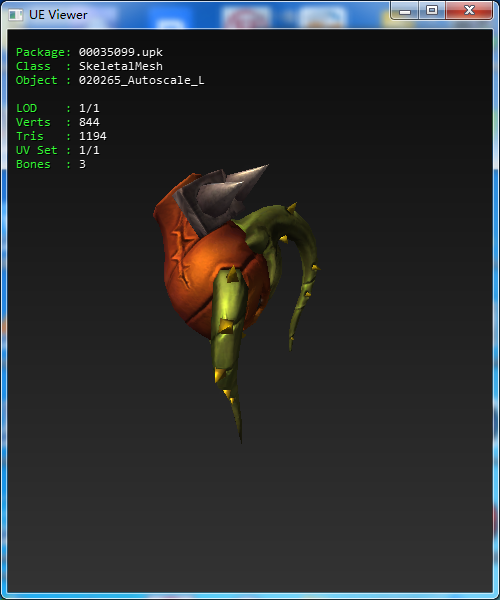 UE Viewer
Package: 00035099.upk
Class : SkeletalMesh
Object : 020265_Autoscale_L
LOD : 1/1
Verts : 844
Tris : 1194
UV Set : 1/1
Bones : 3